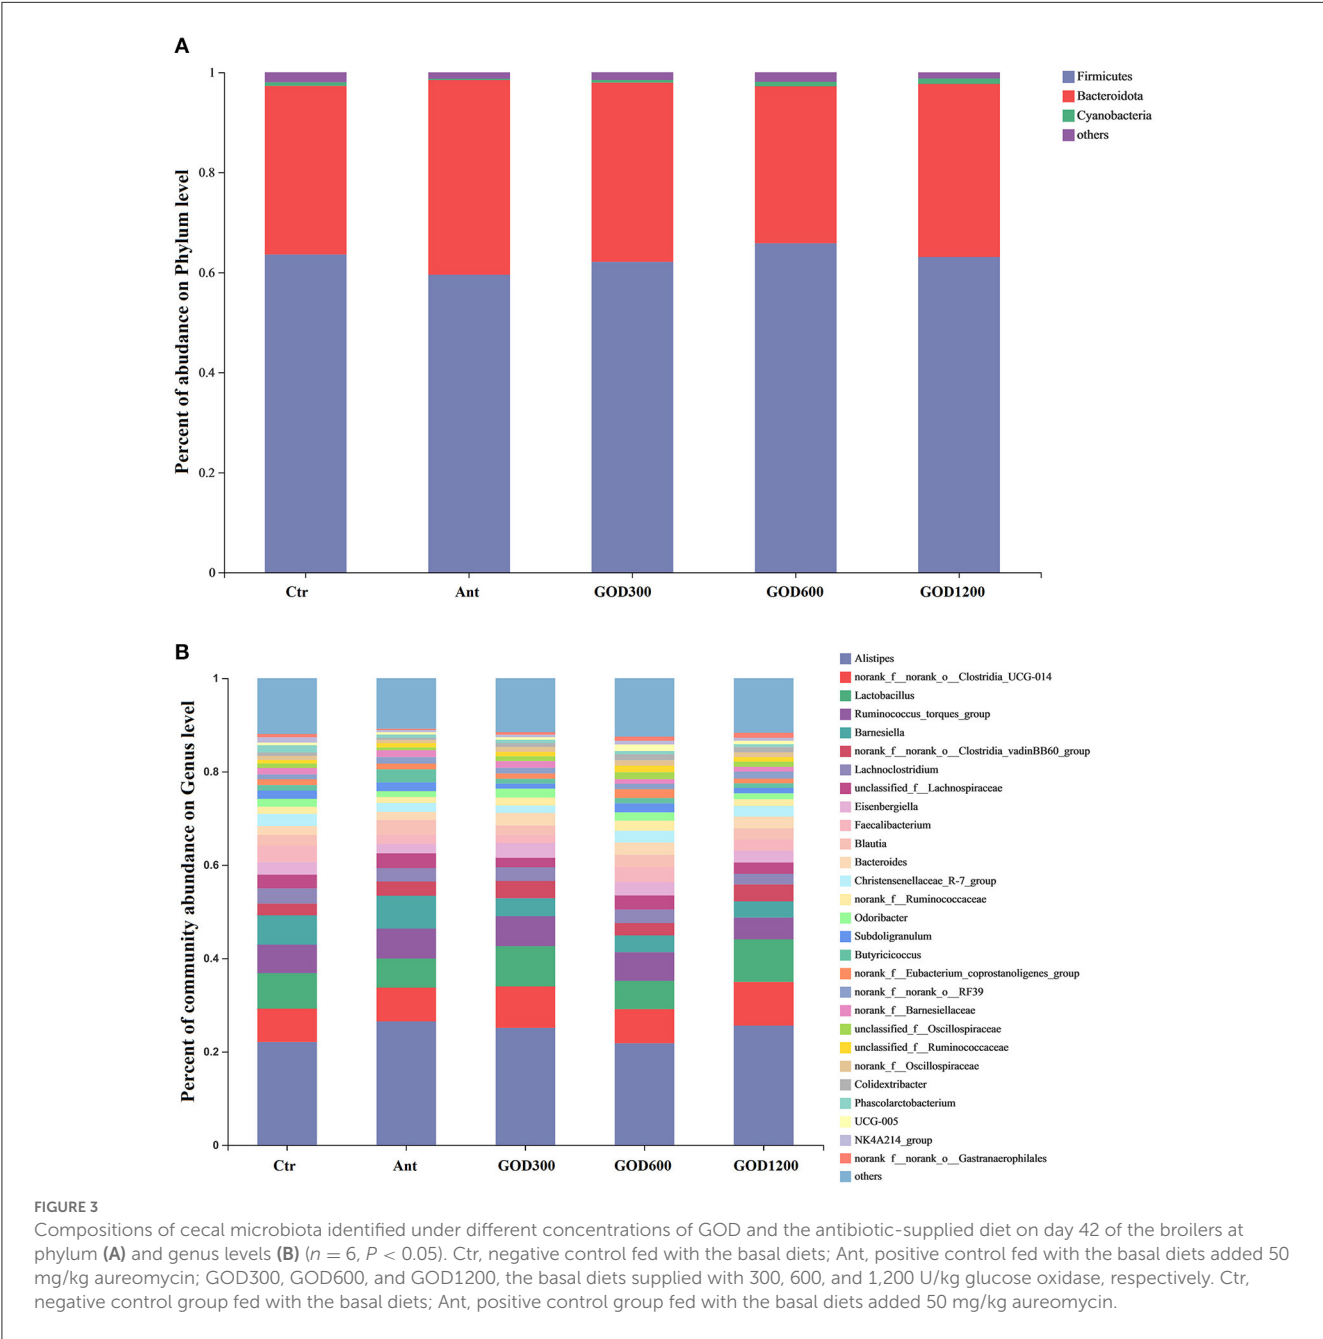 A
Percent of abudance on Phylum level
1
0.8
0.6
0.4
0.2
0
Ctr
Ant
GOD300
GOD600
GOD1200
Firmicutes
Bacteroidota
Cyanobacteria
others
B
Percent of community abundance on Genus level
1
0.8
0.6
0.4
0.2
0
Ctr
Ant
GOD300
GOD600
GOD1200
Alistipes
norank_f__norank_o__Clostridia_UCG-014
Lactobacillus
Ruminococcus_torques_group
Barnesiella
norank_f__norank_o__Clostridia_vadinBB60_group
Lachnoclostridium
unclassified_f__Lachnospiraceae
Eisenbergiella
Faecalibacterium
Blautia
Bacteroides
Christensenellaceae_R-7_group
norank_f__Ruminococcaceae
Odoribacter
Subdoligranulum
Butyricicoccus
norank_f__Eubacterium_coprostanoligenes_group
norank_f__norank_o__RF39
norank_f__Barnesiellaceae
unclassified_f__Oscillospiraceae
unclassified_f__Ruminococcaceae
norank_f__Oscillospiraceae
Colidextribacter
Phascolarctobacterium
UCG-005
NK4A214_group
norank_f__norank_o__Gastranaerophilales
others
FIGURE 3
Compositions of cecal microbiota identified under different concentrations of GOD and the antibiotic-supplied diet on day 42 of the broilers at
phylum (A) and genus levels (B) (n = 6, P < 0.05). Ctr, negative control fed with the basal diets; Ant, positive control fed with the basal diets added 50
mg/kg aureomycin; GOD300, GOD600, and GOD1200, the basal diets supplied with 300, 600, and 1,200 U/kg glucose oxidase, respectively. Ctr,
negative control group fed with the basal diets; Ant, positive control group fed with the basal diets added 50 mg/kg aureomycin.